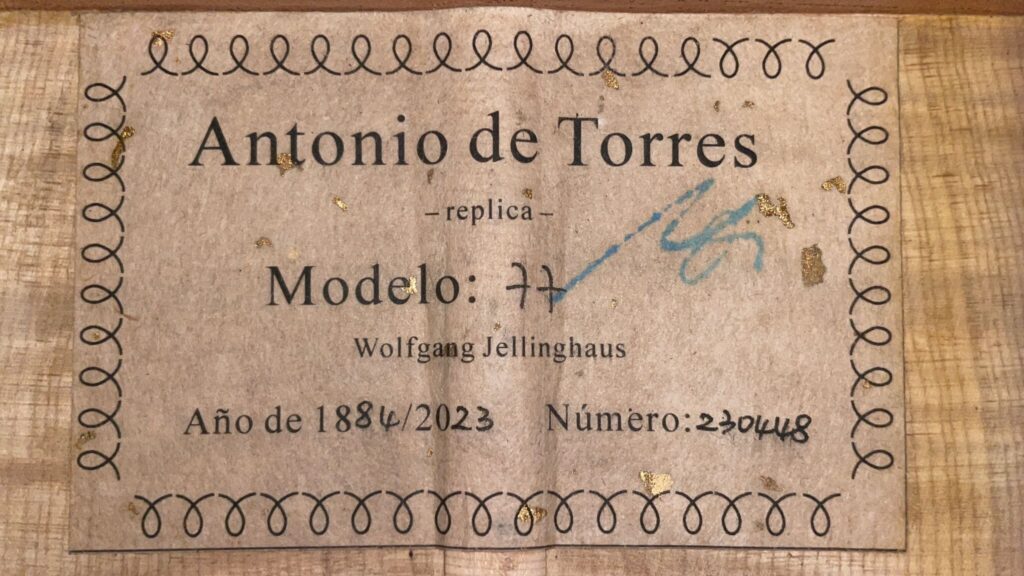 Antonio de Torres
– replica –
Modelo: 77
Wolfgang Jellinghaus
Año de 1884/2023 Número: 230448